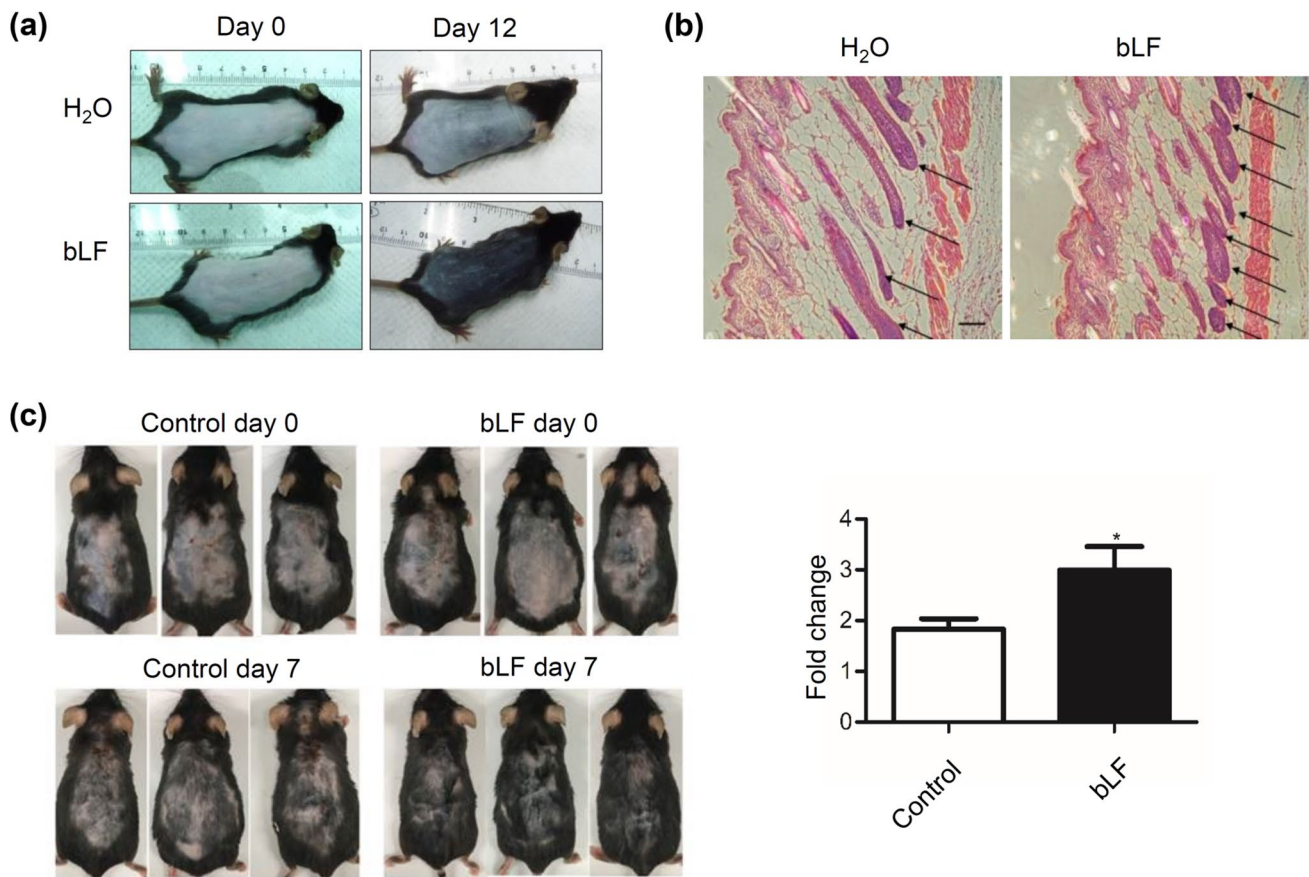 (a)
Day 0
Day 12
H₂O
bLF
(b)
H₂O
bLF
(c)
Control day 0
bLF day 0
Control day 7
bLF day 7
Fold change
4
3
2
1
0
*
Control
bLF